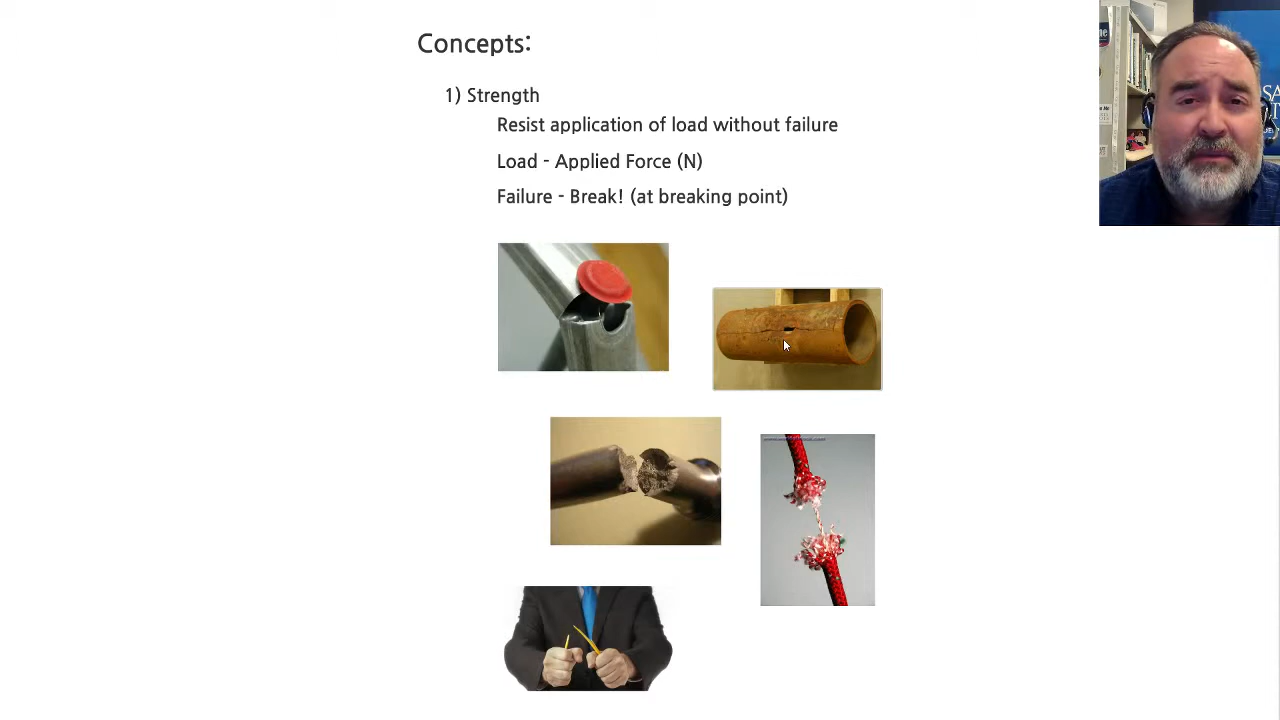 Concepts:
1) Strength
Resist application of load without failure
Load - Applied Force (N)
Failure - Break! (at breaking point)